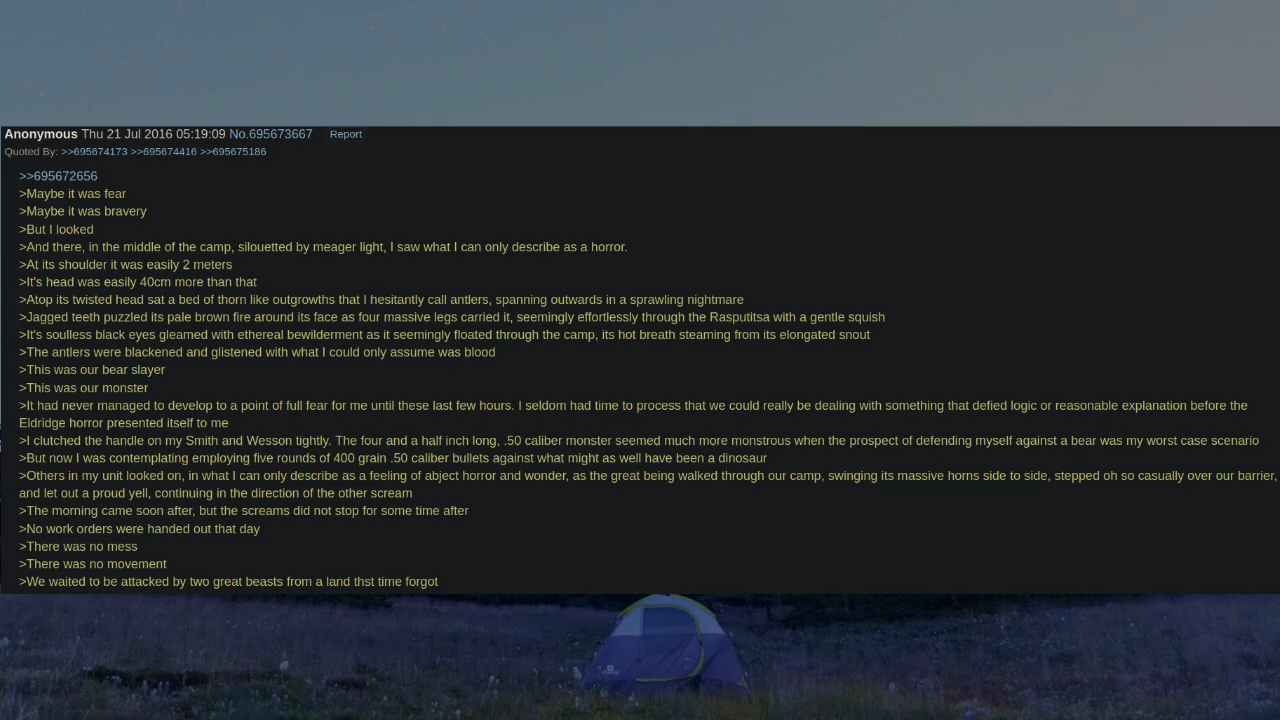 Anonymous Thu 21 Jul 2016 05:19:09 No.695673667 Report
Quoted By: >>695674173 >>695674416 >>695675186
>>695672656
>Maybe it was fear
>Maybe it was bravery
>But I looked
>And there, in the middle of the camp, silouetted by meager light, I saw what I can only describe as a horror.
>At its shoulder it was easily 2 meters
>It's head was easily 40cm more than that
>Atop its twisted head sat a bed of thorn like outgrowths that I hesitantly call antlers, spanning outwards in a sprawling nightmare
>Jagged teeth puzzled its pale brown fire around its face as four massive legs carried it, seemingly effortlessly through the Rasputitsa with a gentle squish
>It's soulless black eyes gleamed with ethereal bewilderment as it seemingly floated through the camp, its hot breath steaming from its elongated snout
>The antlers were blackened and glistened with what I could only assume was blood
>This was our bear slayer
>This was our monster
>It had never managed to develop to a point of full fear for me until these last few hours. I seldom had time to process that we could really be dealing with something that defied logic or reasonable explanation before the
Eldridge horror presented itself to me
>I clutched the handle on my Smith and Wesson tightly. The four and a half inch long, .50 caliber monster seemed much more monstrous when the prospect of defending myself against a bear was my worst case scenario
>But now I was contemplating employing five rounds of 400 grain .50 caliber bullets against what might as well have been a dinosaur
>Others in my unit looked on, in what I can only describe as a feeling of abject horror and wonder, as the great being walked through our camp, swinging its massive horns side to side, stepped oh so casually over our barrier,
and let out a proud yell, continuing in the direction of the other scream
>The morning came soon after, but the screams did not stop for some time after
>No work orders were handed out that day
>There was no mess
>There was no movement
>We waited to be attacked by two great beasts from a land thst time forgot